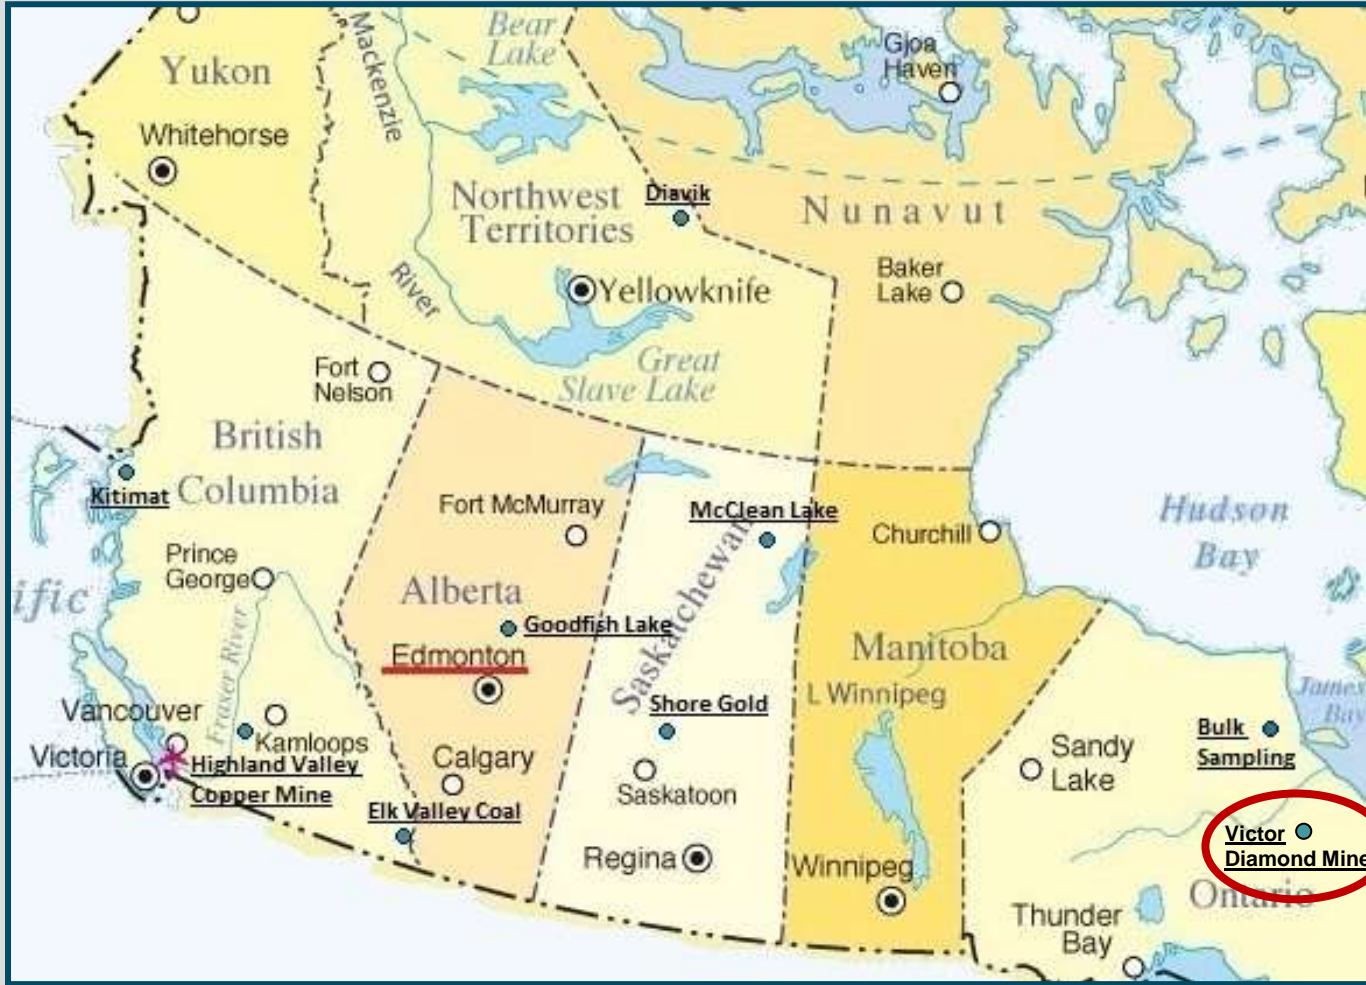 Bear
Lake
Mackenzie
Gjoa
Haven
Yukon
Whitehorse
Northwest
Territories
Diavik
Nunavut
River
Yellowknife
Baker
Lake
Great
Slave Lake
Fort
Nelson
British
Columbia
Kitimat
Fort McMurray
McClean Lake
Churchill
Hudson
Bay
Prince
George
ific
Alberta
Goodfish Lake
Saskatchewan
Edmonton
Manitoba
L Winnipeg
Fraser River
Vancouver
Kamloops
Victoria
Highland Valley
Copper Mine
Calgary
Elk Valley Coal
Shore Gold
Saskatoon
Regina
Winnipeg
James
Bay
Bulk
Sampling
Sandy
Lake
Victor
Diamond Mine
Ontario
Thunder
Bay